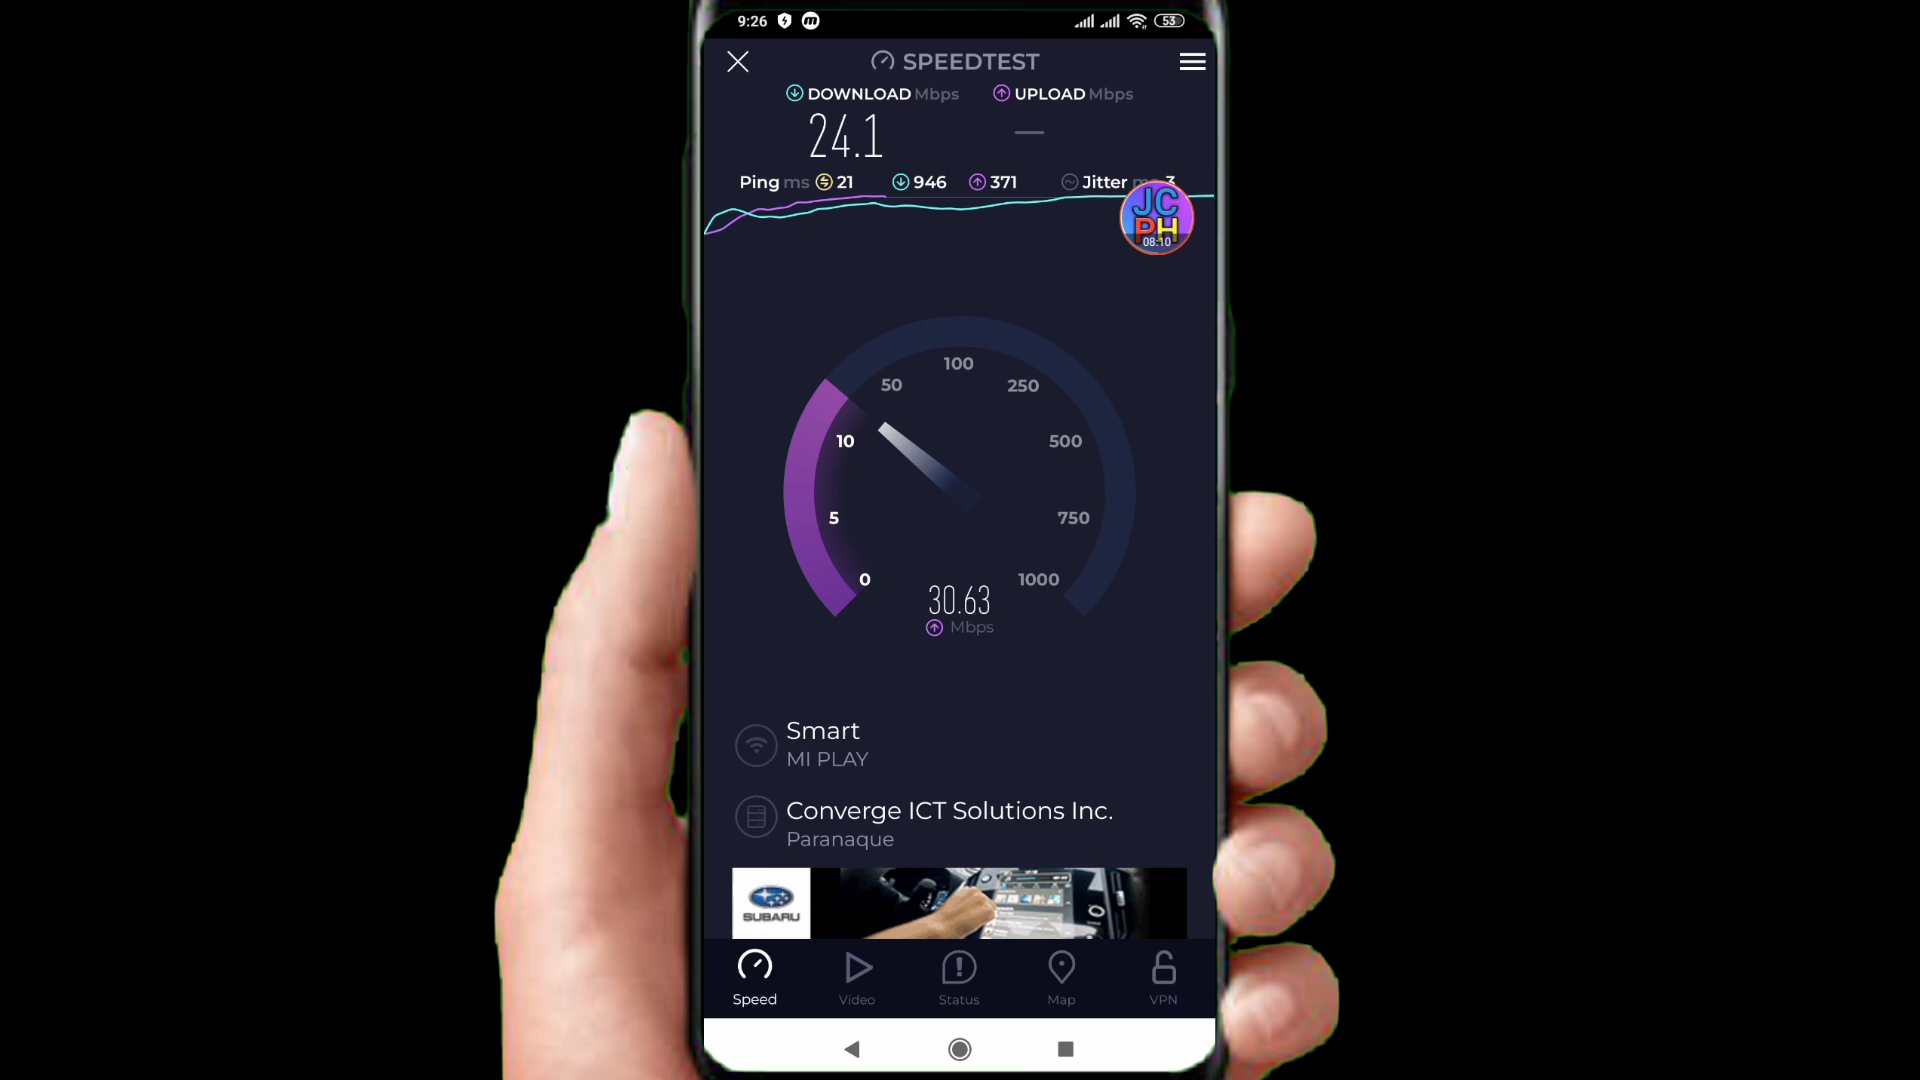 9:26 53
SPEEDTEST
DOWNLOAD Mbps UPLOAD Mbps
24.1 —
Ping ms 21 946 371 Jitter 3
JC
PH
08:10
100
50 250
10 500
5 750
0 1000
30.63
Mbps
Smart
MI PLAY
Converge ICT Solutions Inc.
Paranaque
SUBARU
Speed Video Status Map VPN